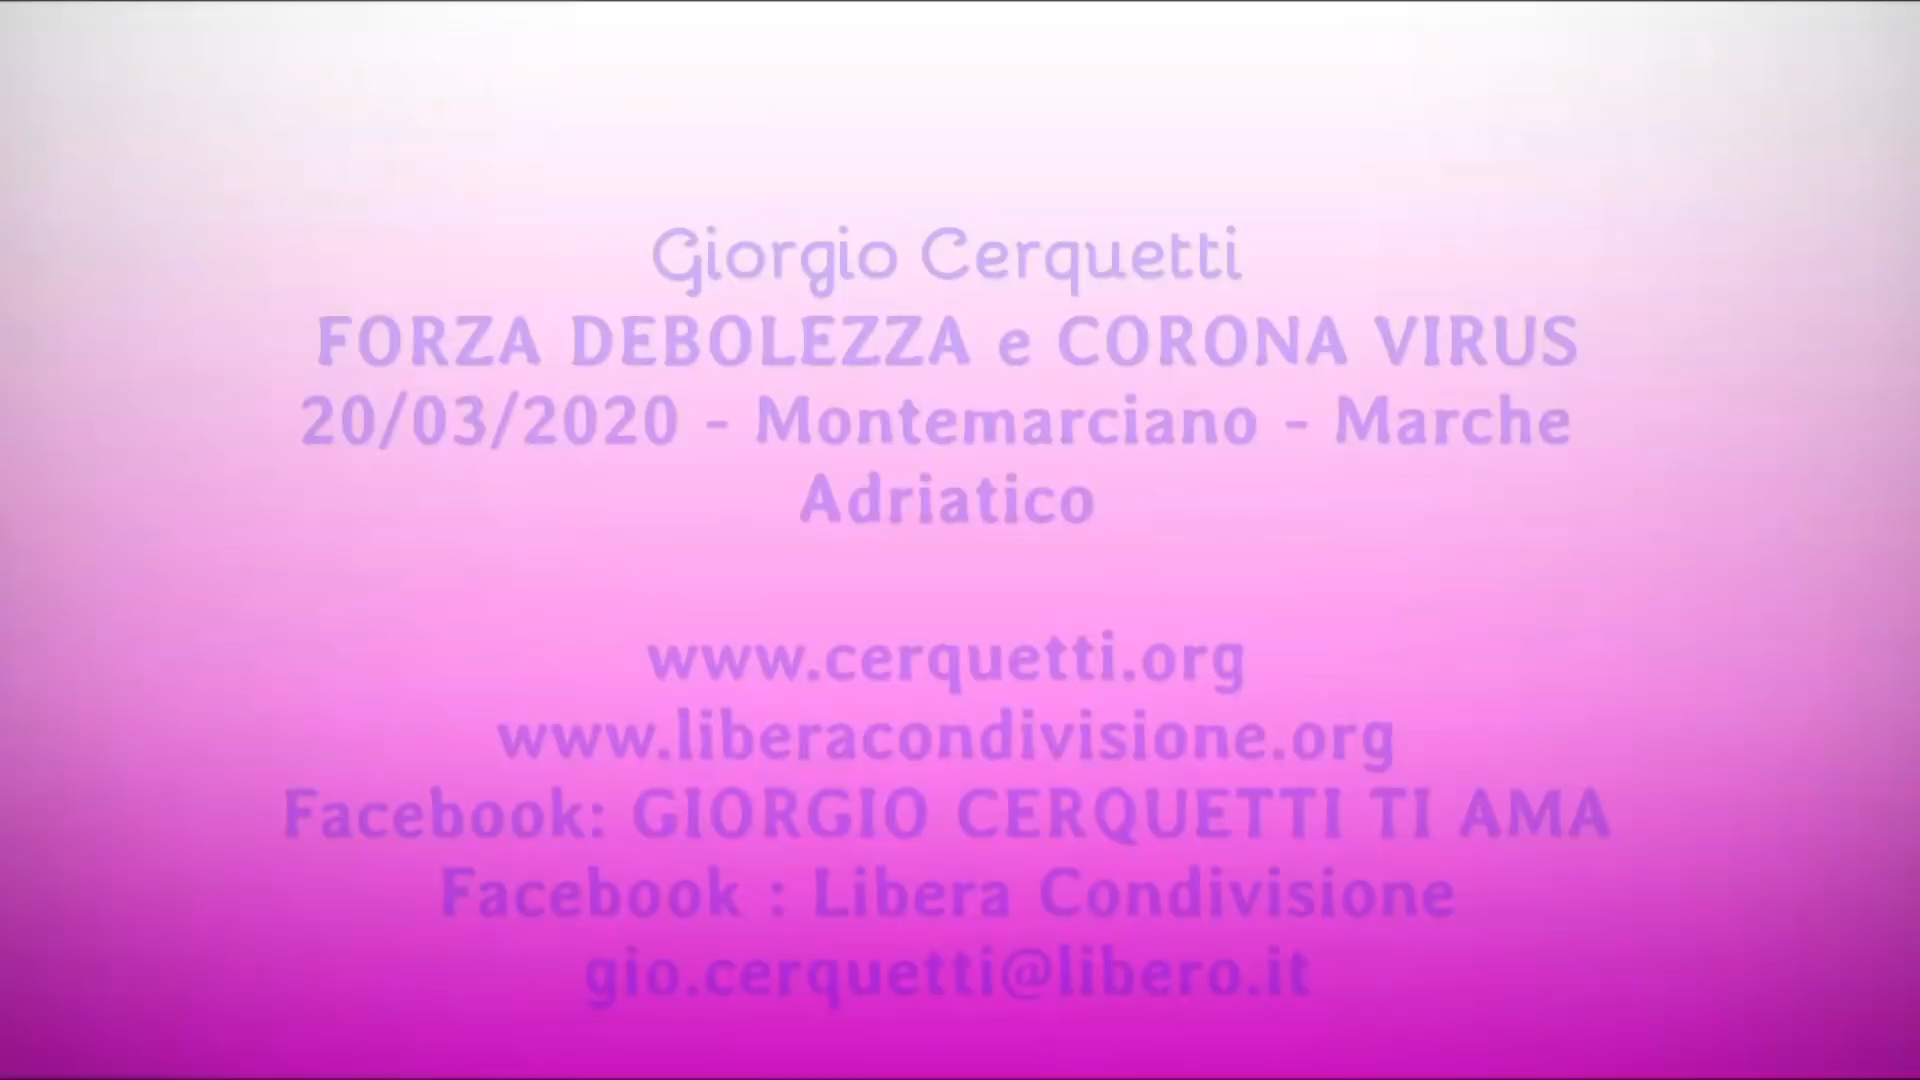 Giorgio Cerquetti
FORZA DEBOLEZZA e CORONA VIRUS
20/03/2020 - Montemarciano - Marche
Adriatico
www.cerquetti.org
www.liberacondivisione.org
Facebook: GIORGIO CERQUETTI TI AMA
Facebook : Libera Condivisione
gio.cerquetti@libero.it